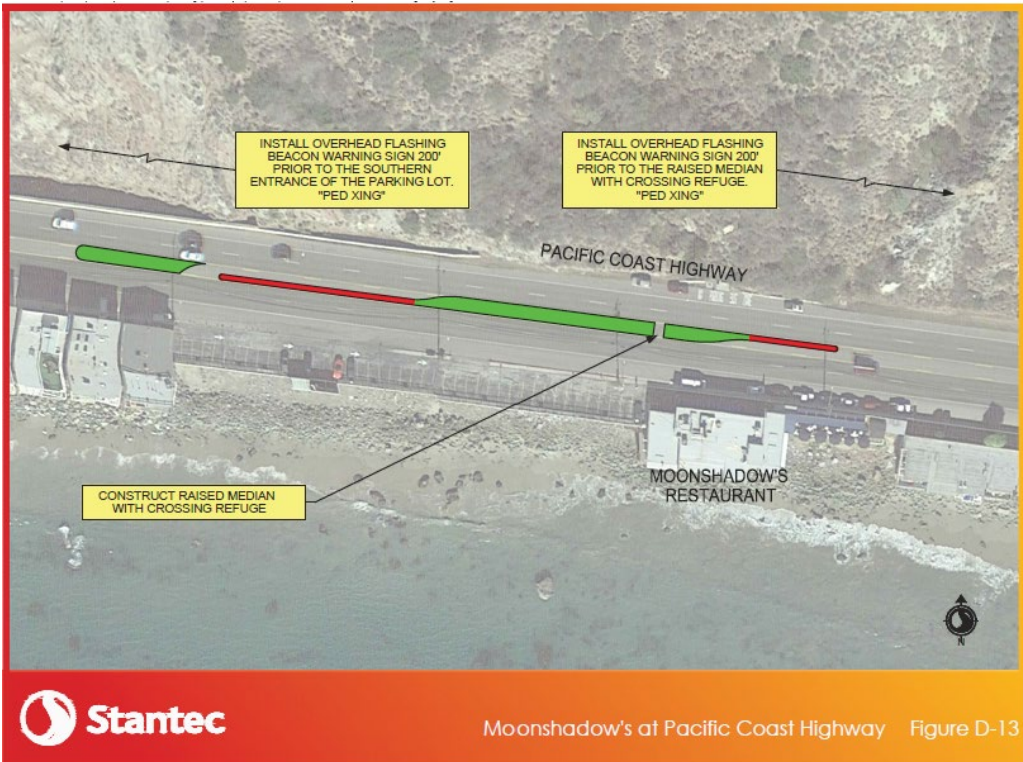 INSTALL OVERHEAD FLASHING
BEACON WARNING SIGN 200'
PRIOR TO THE SOUTHERN
ENTRANCE OF THE PARKING LOT.
"PED XING"
INSTALL OVERHEAD FLASHING
BEACON WARNING SIGN 200'
PRIOR TO THE RAISED MEDIAN
WITH CROSSING REFUGE.
"PED XING"
PACIFIC COAST HIGHWAY
CONSTRUCT RAISED MEDIAN
WITH CROSSING REFUGE
MOONSHADOW'S
RESTAURANT
N
Stantec
Moonshadow's at Pacific Coast Highway Figure D-13